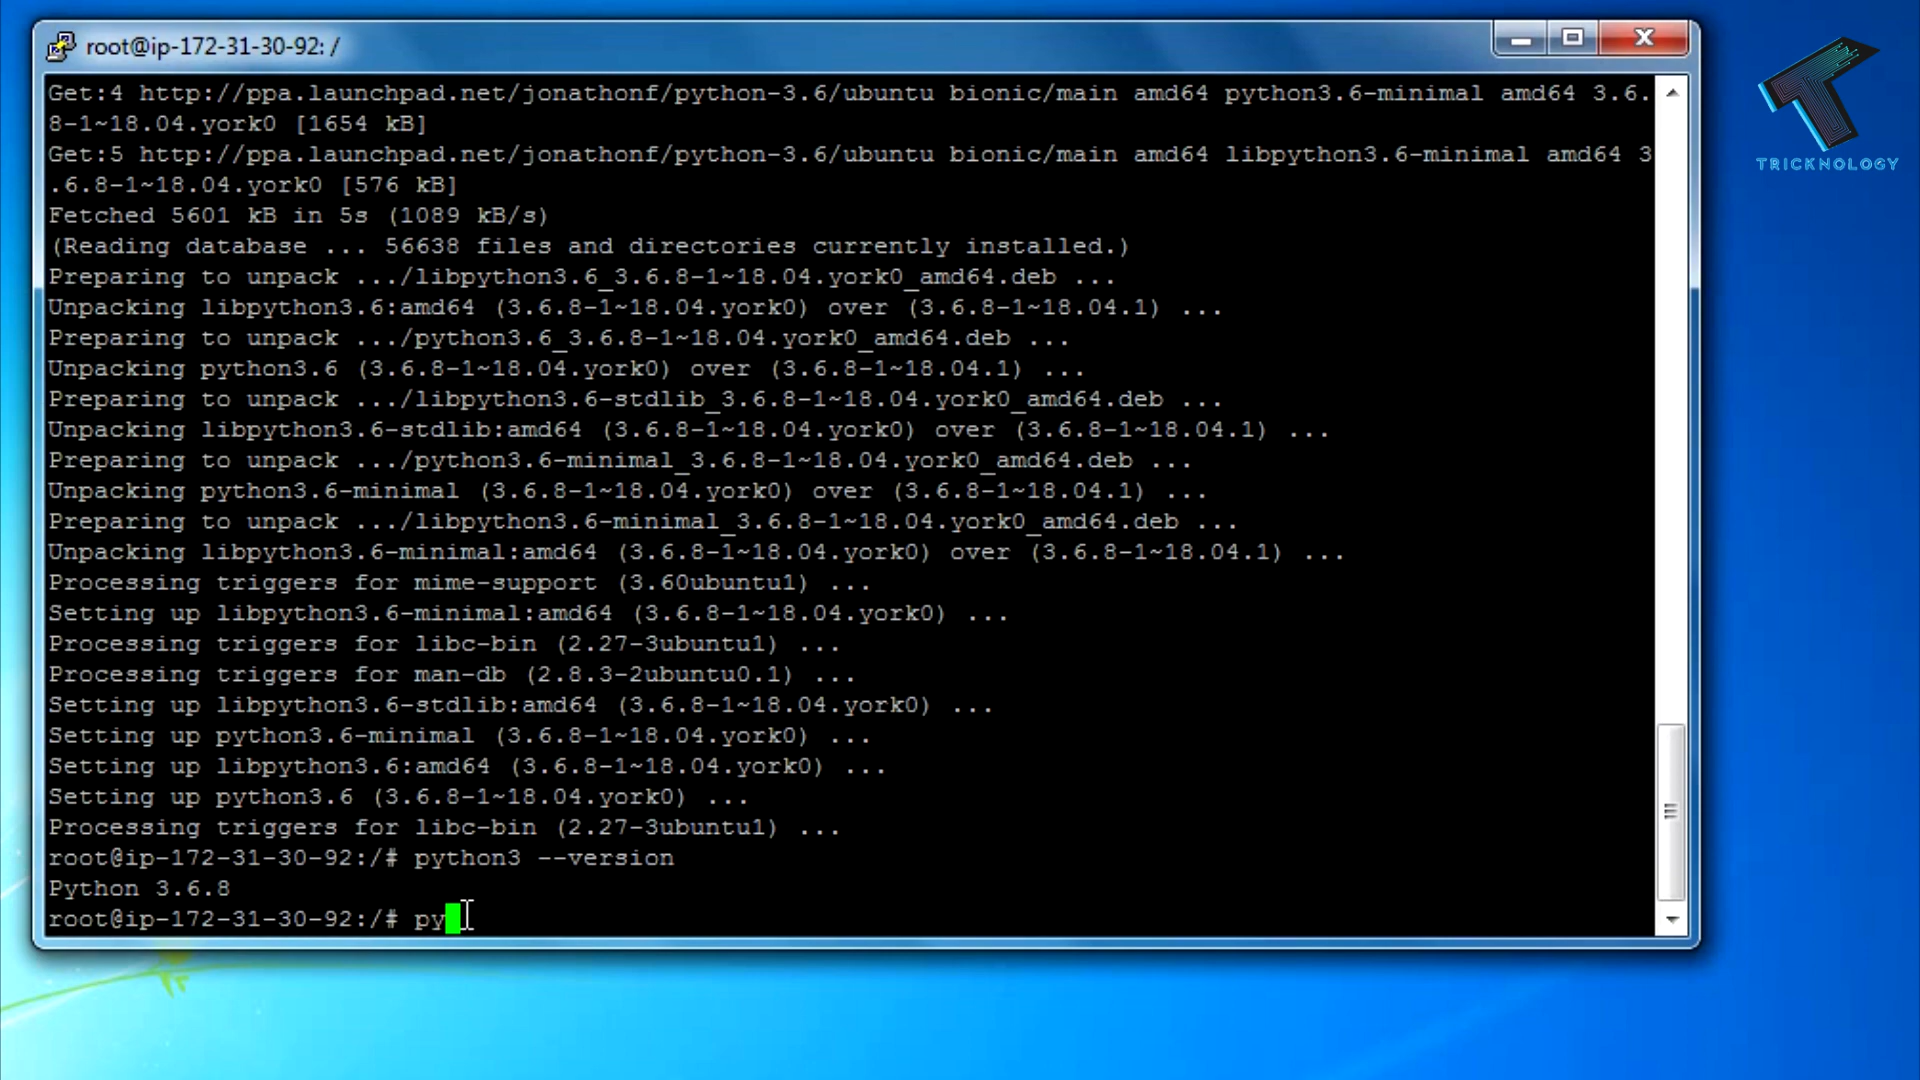 root@ip-172-31-30-92: /
Get:4 http://ppa.launchpad.net/jonathonf/python-3.6/ubuntu bionic/main amd64 python3.6-minimal amd64 3.6.
8-1~18.04.york0 [1654 kB]
Get:5 http://ppa.launchpad.net/jonathonf/python-3.6/ubuntu bionic/main amd64 libpython3.6-minimal amd64 3
.6.8-1~18.04.york0 [576 kB]
Fetched 5601 kB in 5s (1089 kB/s)
(Reading database ... 56638 files and directories currently installed.)
Preparing to unpack .../libpython3.6_3.6.8-1~18.04.york0_amd64.deb ...
Unpacking libpython3.6:amd64 (3.6.8-1~18.04.york0) over (3.6.8-1~18.04.1) ...
Preparing to unpack .../python3.6_3.6.8-1~18.04.york0_amd64.deb ...
Unpacking python3.6 (3.6.8-1~18.04.york0) over (3.6.8-1~18.04.1) ...
Preparing to unpack .../libpython3.6-stdlib_3.6.8-1~18.04.york0_amd64.deb ...
Unpacking libpython3.6-stdlib:amd64 (3.6.8-1~18.04.york0) over (3.6.8-1~18.04.1) ...
Preparing to unpack .../python3.6-minimal_3.6.8-1~18.04.york0_amd64.deb ...
Unpacking python3.6-minimal (3.6.8-1~18.04.york0) over (3.6.8-1~18.04.1) ...
Preparing to unpack .../libpython3.6-minimal_3.6.8-1~18.04.york0_amd64.deb ...
Unpacking libpython3.6-minimal:amd64 (3.6.8-1~18.04.york0) over (3.6.8-1~18.04.1) ...
Processing triggers for mime-support (3.60ubuntu1) ...
Setting up libpython3.6-minimal:amd64 (3.6.8-1~18.04.york0) ...
Processing triggers for libc-bin (2.27-3ubuntu1) ...
Processing triggers for man-db (2.8.3-2ubuntu0.1) ...
Setting up libpython3.6-stdlib:amd64 (3.6.8-1~18.04.york0) ...
Setting up python3.6-minimal (3.6.8-1~18.04.york0) ...
Setting up libpython3.6:amd64 (3.6.8-1~18.04.york0) ...
Setting up python3.6 (3.6.8-1~18.04.york0) ...
Processing triggers for libc-bin (2.27-3ubuntu1) ...
root@ip-172-31-30-92:/# python3 --version
Python 3.6.8
root@ip-172-31-30-92:/# py
TRICKNOLOGY